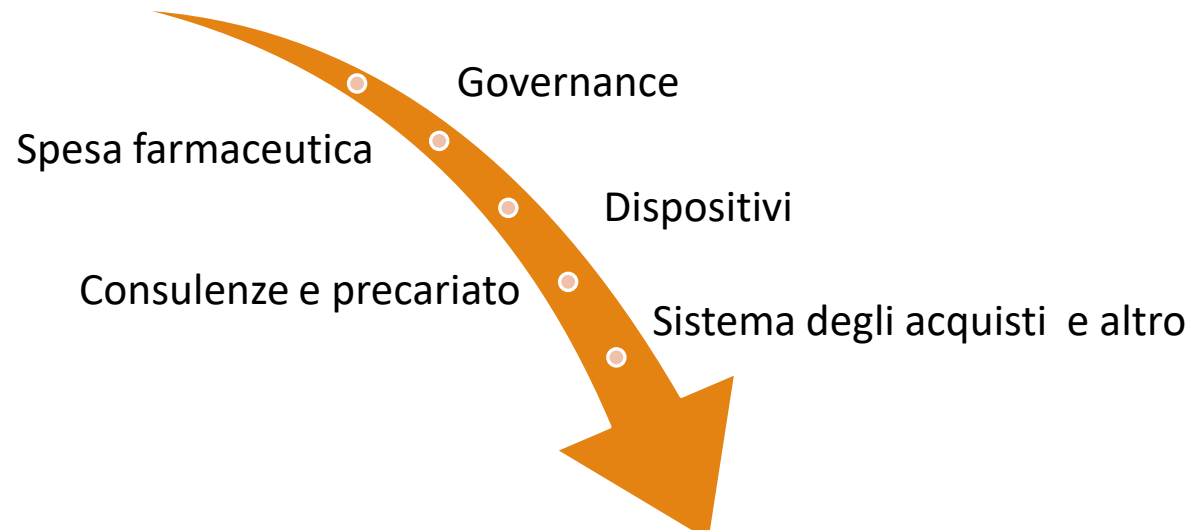 Governance
Spesa farmaceutica
Dispositivi
Consulenze e precariato
Sistema degli acquisti  e altro